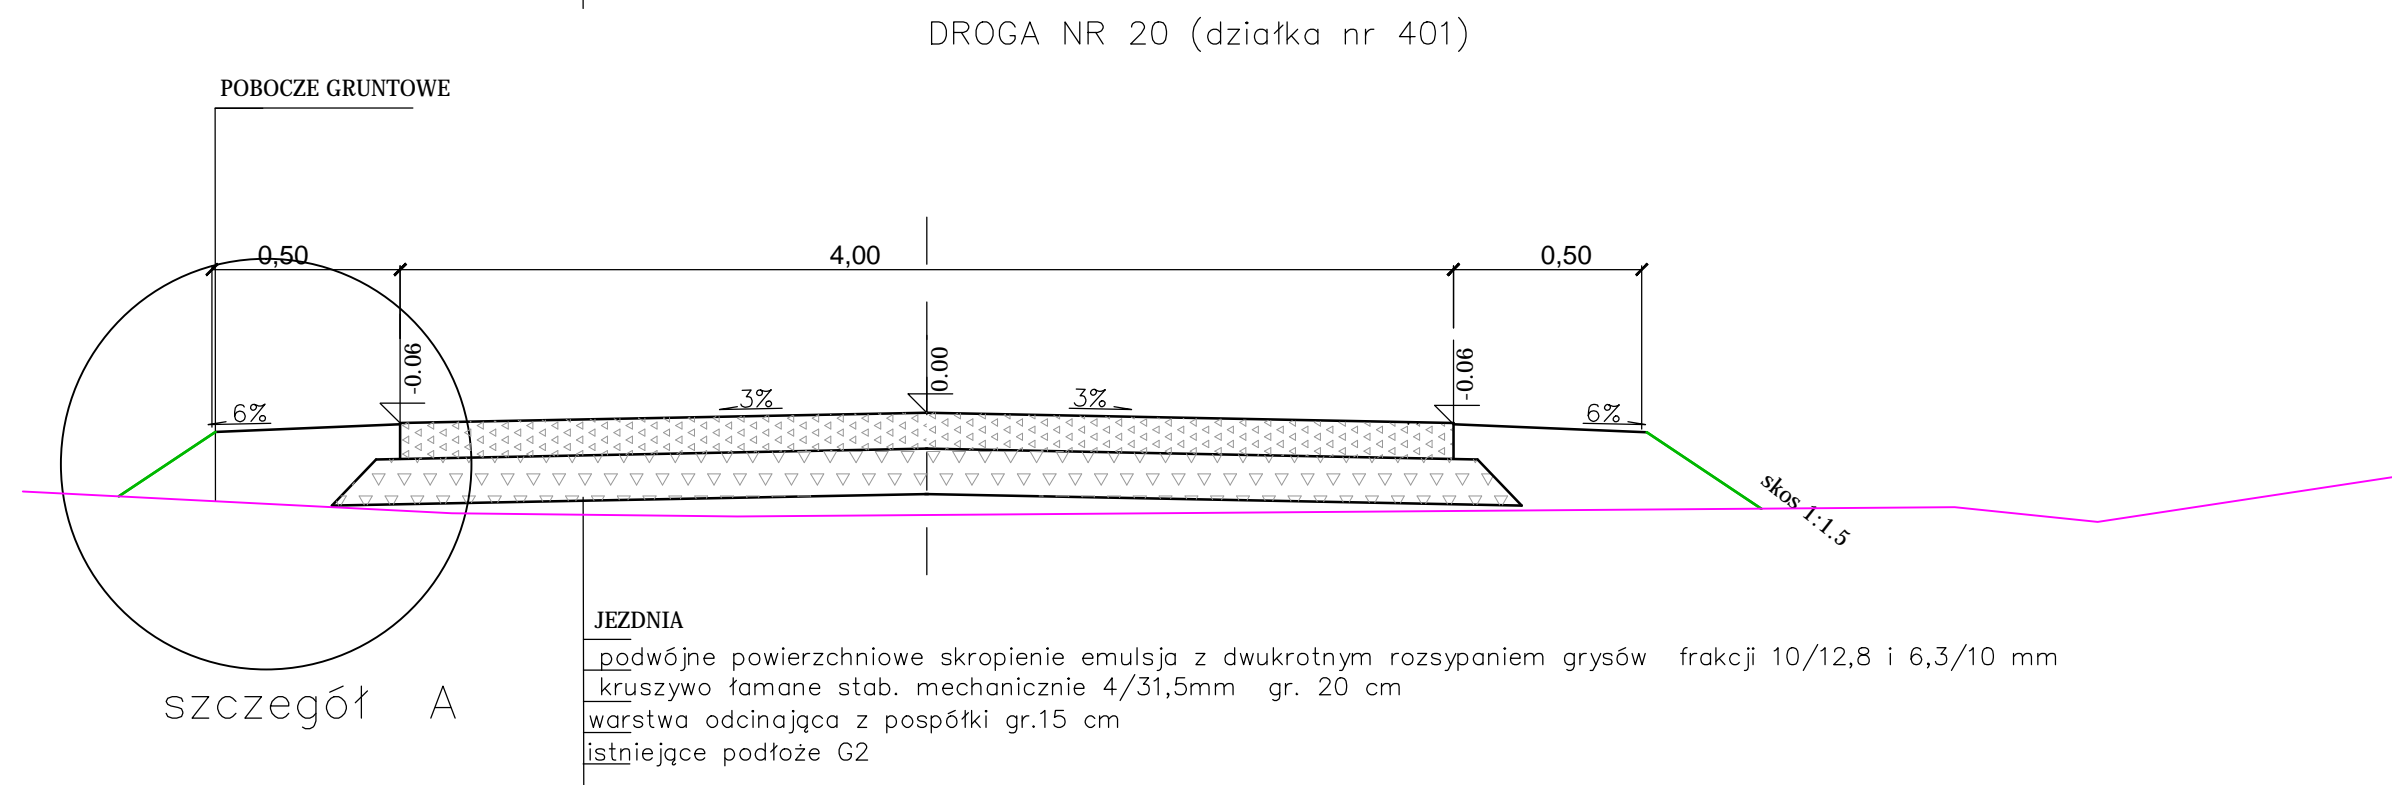 DROGA NR 20 (działka nr 401)
POBOCZE GRUNTOWE
0,50
4,00
0,50
-0.06
0.00
-0.06
6%
3%
3%
6%
skos 1:1.5
JEZDNIA
podwójne powierzchniowe skropienie emulsja z dwukrotnym rozsypaniem grysów frakcji 10/12,8 i 6,3/10 mm
kruszywo łamane stab. mechanicznie 4/31,5mm gr. 20 cm
warstwa odcinająca z pospółki gr.15 cm
istniejące podłoże G2
szczegół A